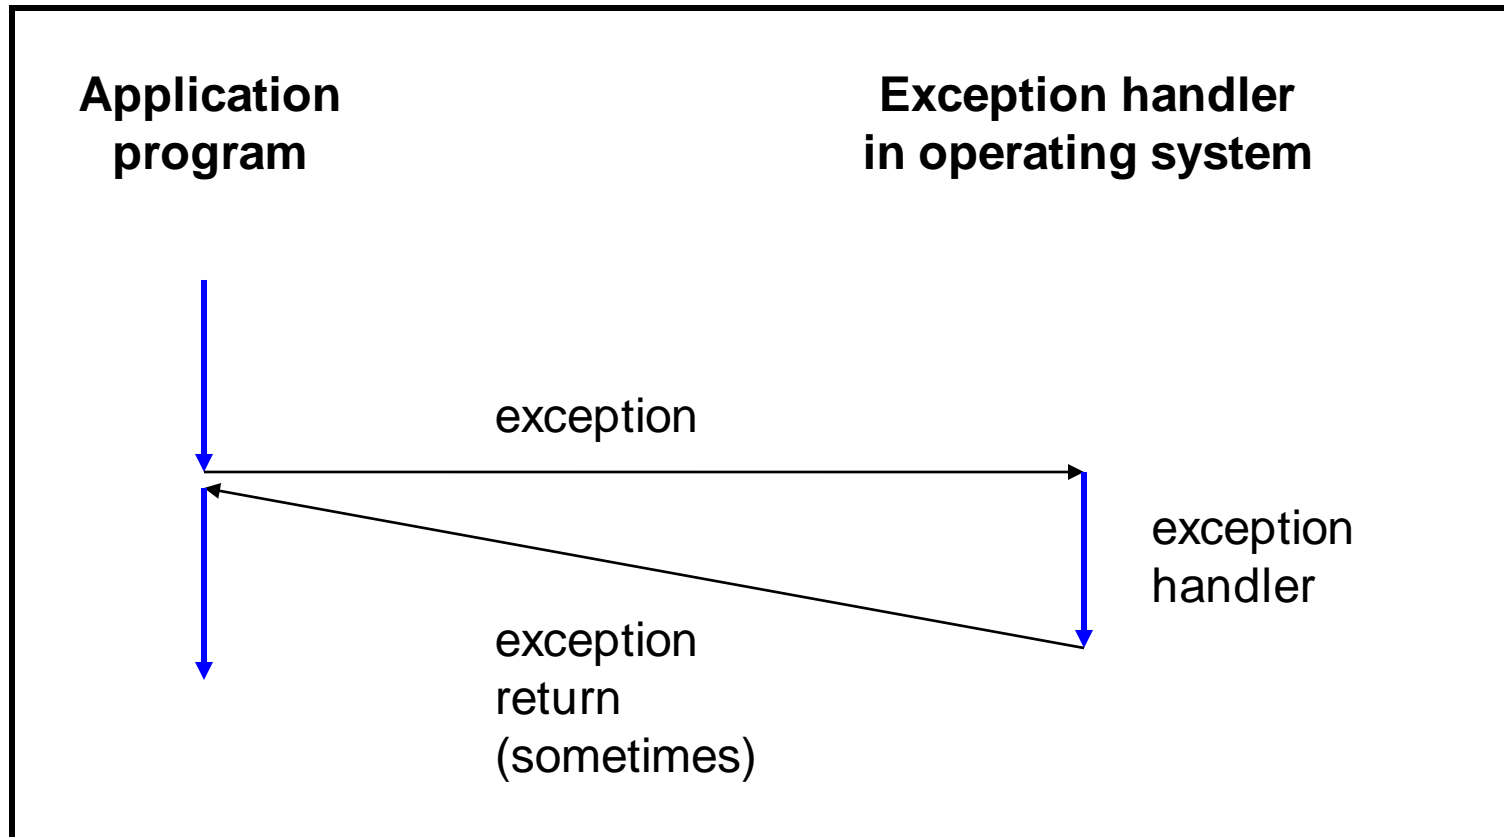 Application
program
Exception handler
in operating system
exception
exception
handler
exception
return
(sometimes)